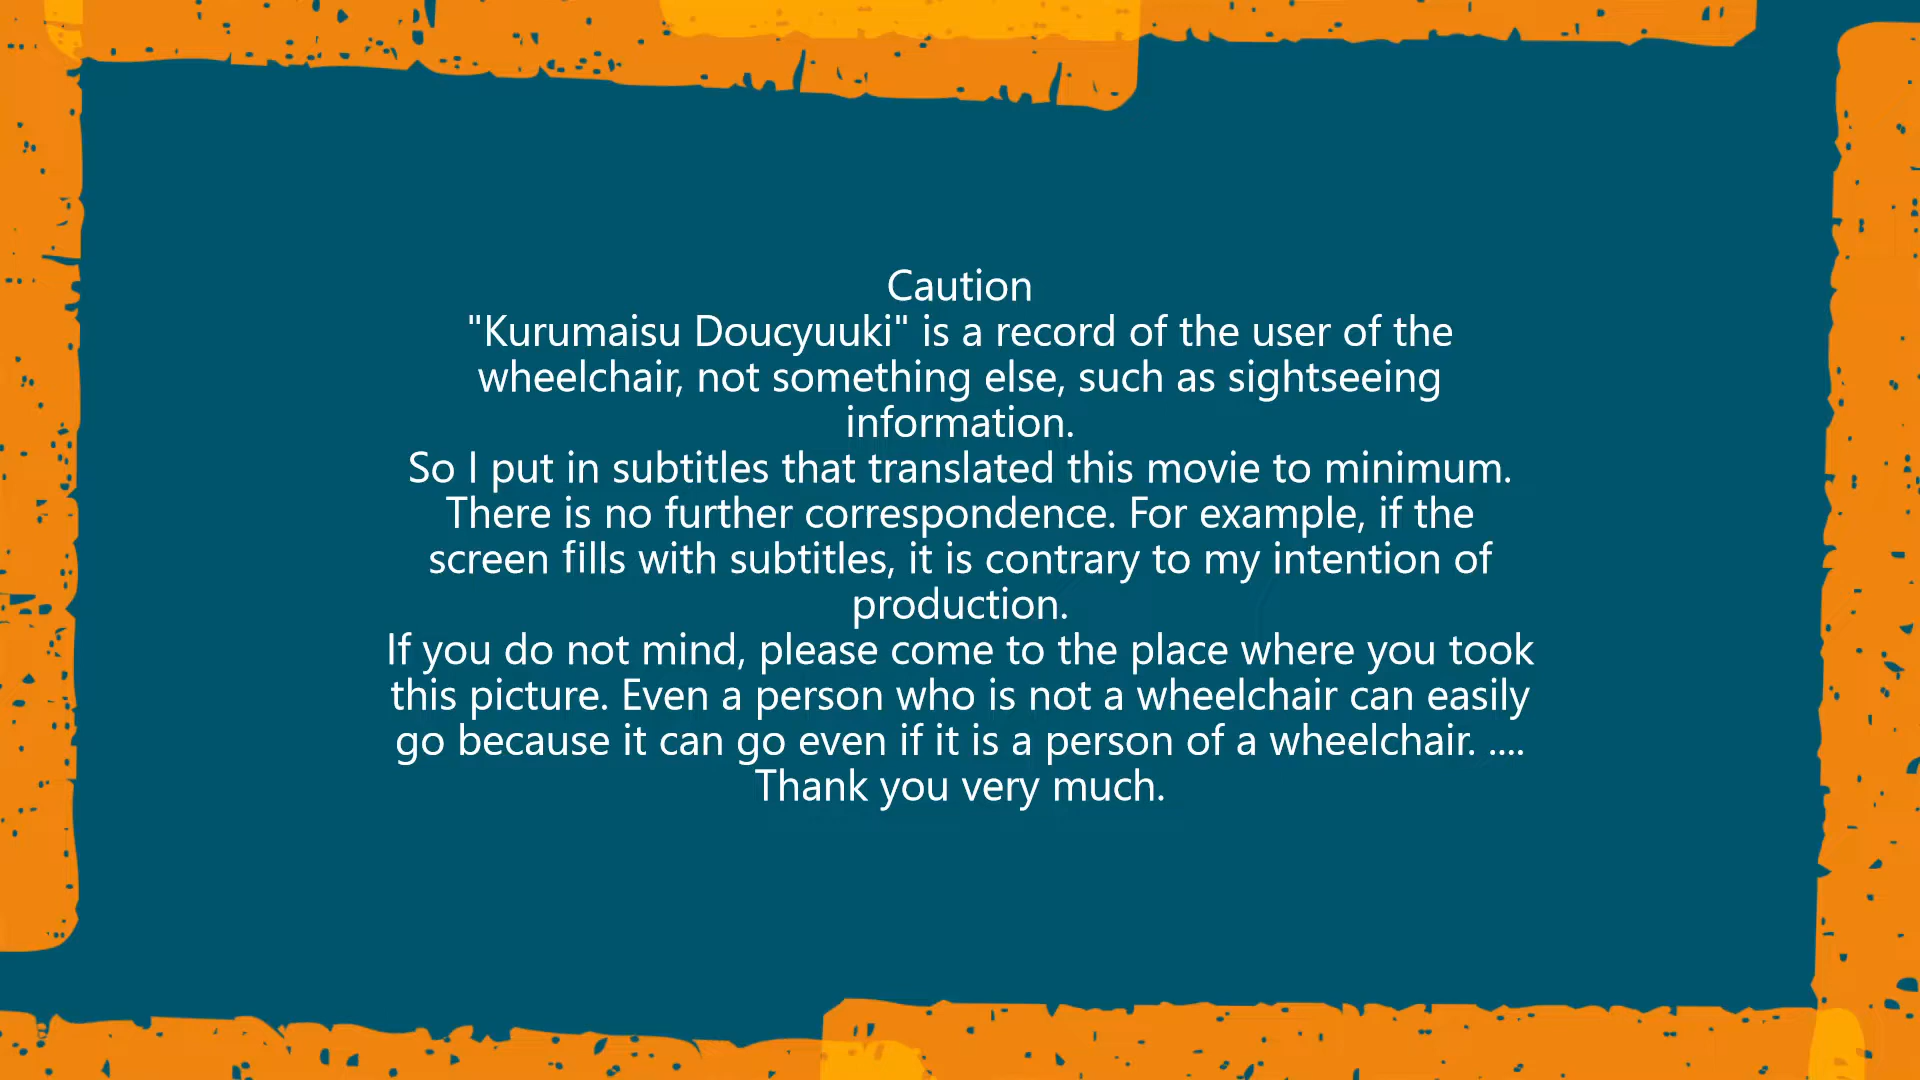 Caution
"Kurumaisu Doucyuuki" is a record of the user of the
wheelchair, not something else, such as sightseeing
information.
So I put in subtitles that translated this movie to minimum.
There is no further correspondence. For example, if the
screen fills with subtitles, it is contrary to my intention of
production.
If you do not mind, please come to the place where you took
this picture. Even a person who is not a wheelchair can easily
go because it can go even if it is a person of a wheelchair. ....
Thank you very much.